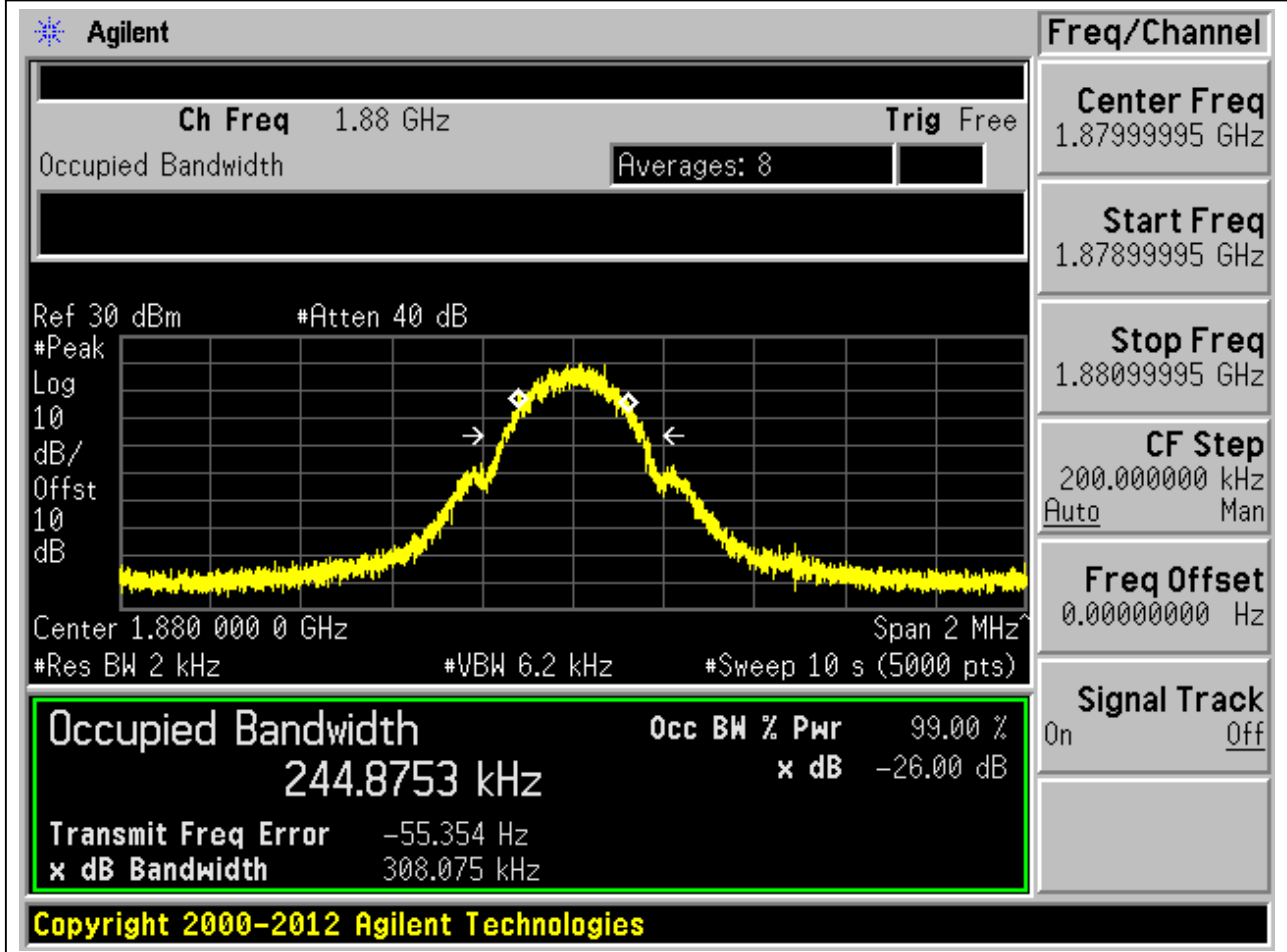 Agilent
Freq/Channel
Ch Freq 1.88 GHz Trig Free
Occupied Bandwidth Averages: 8
Center Freq
1.87999995 GHz
Start Freq
1.87899995 GHz
Stop Freq
1.88099995 GHz
CF Step
200.000000 kHz
Auto Man
Freq Offset
0.00000000 Hz
Signal Track
On Off
Ref 30 dBm #Atten 40 dB
#Peak
Log
10
dB/
Offst
10
dB
Center 1.880 000 0 GHz Span 2 MHz^
#Res BW 2 kHz #VBW 6.2 kHz #Sweep 10 s (5000 pts)
Occupied Bandwidth Occ BW % Pwr 99.00 %
244.8753 kHz x dB -26.00 dB
Transmit Freq Error -55.354 Hz
x dB Bandwidth 308.075 kHz
Copyright 2000-2012 Agilent Technologies